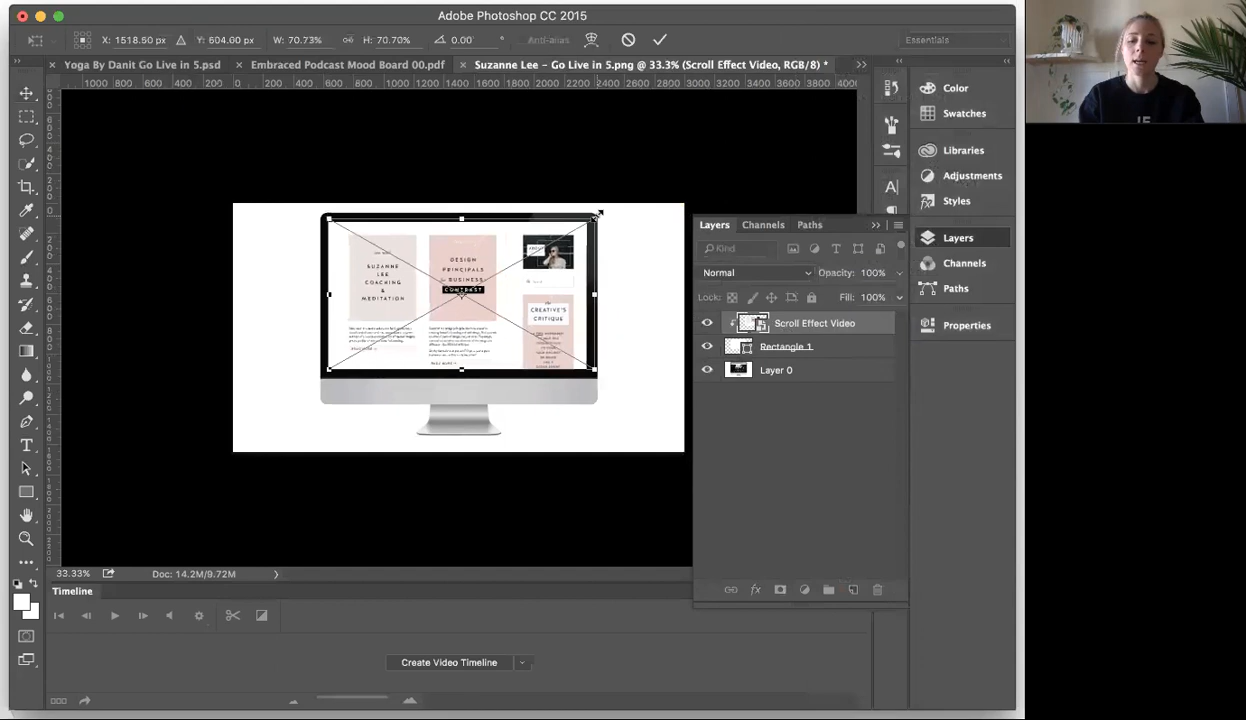 Adobe Photoshop CC 2015
X: 1518.50 px Y: 604.00 px W: 70.73% H: 70.70% 0.00 ° Anti-alias Essentials
Yoga By Danit Go Live in 5.psd Embraced Podcast Mood Board 00.pdf Suzanne Lee – Go Live in 5.png @ 33.3% (Scroll Effect Video, RGB/8) *
1000 800 600 400 200 0 200 400 600 800 1000 1200 1400 1600 1800 2000 2200 2400 2600 2800 3000 3200 3400 3600 3800 4000
Color
Swatches
Libraries
Adjustments
Styles
Layers
Channels
Paths
Properties
Layers Channels Paths
Kind
Normal Opacity: 100%
Lock: Fill: 100%
Scroll Effect Video
Rectangle 1
Layer 0
SUZANNE
LEE
COACHING
&
MEDITATION
DESIGN
PRINCIPALS
BUSINESS
CONTRAST
CREATIVE'S
CRITIQUE
33.33% Doc: 14.2M/9.72M
Timeline
Create Video Timeline